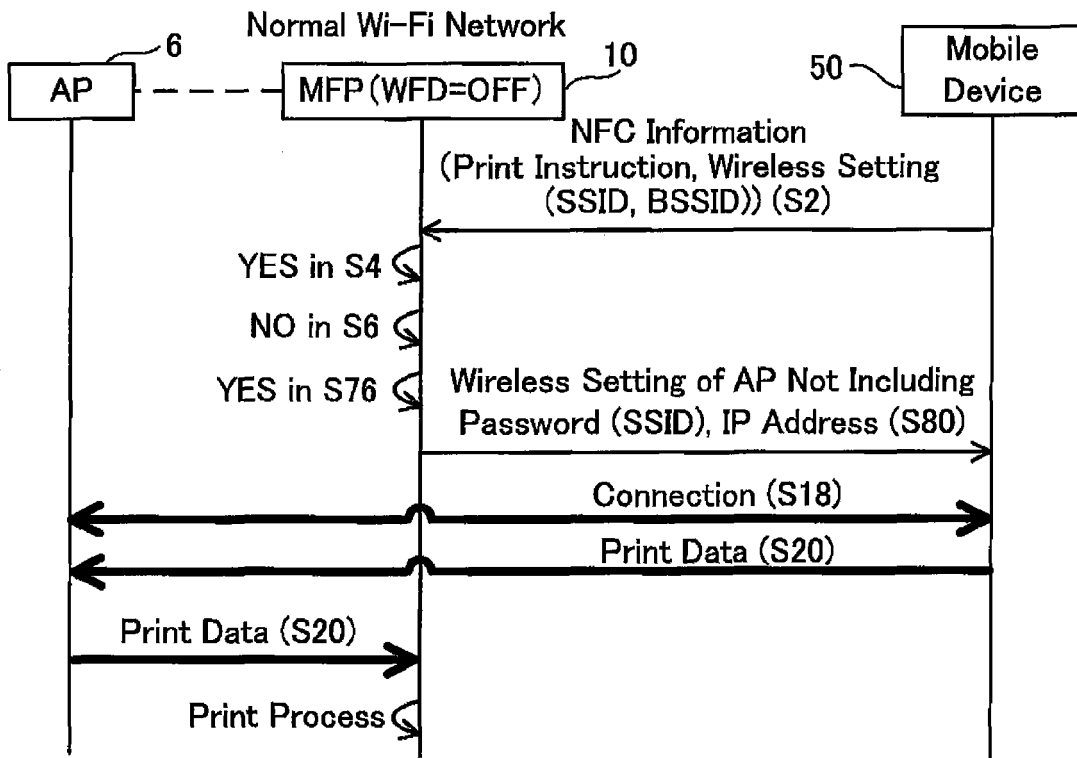 Normal Wi-Fi Network
6
AP
10
MFP(WFD=OFF)
50
Mobile
Device
NFC Information
(Print Instruction, Wireless Setting
(SSID, BSSID)) (S2)
YES in S4
NO in S6
YES in S76
Wireless Setting of AP Not Including
Password (SSID), IP Address (S80)
Connection (S18)
Print Data (S20)
Print Data (S20)
Print Process